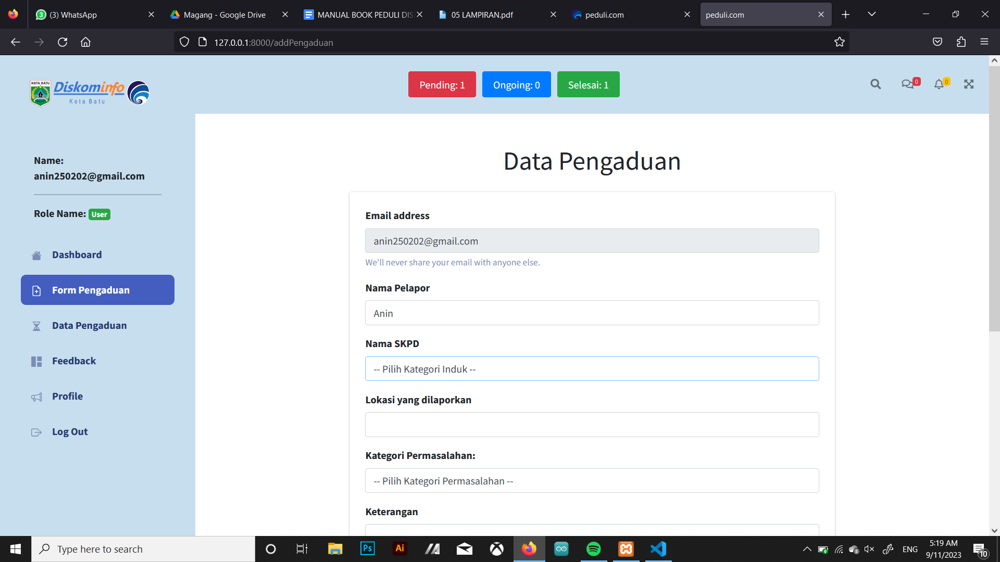 (3) WhatsApp
Magang - Google Drive
MANUAL BOOK PEDULI DIS
05 LAMPIRAN.pdf
peduli.com
peduli.com
127.0.0.1:8000/addPengaduan
KOTA BATU
Diskominfo
Kota Batu
Pending: 1
Ongoing: 0
Selesai: 1
0
0
Name:
anin250202@gmail.com
Role Name: User
Dashboard
Form Pengaduan
Data Pengaduan
Feedback
Profile
Log Out
Data Pengaduan
Email address
anin250202@gmail.com
We'll never share your email with anyone else.
Nama Pelapor
Anin
Nama SKPD
-- Pilih Kategori Induk --
Lokasi yang dilaporkan
Kategori Permasalahan:
-- Pilih Kategori Permasalahan --
Keterangan
Type here to search
Ps
Ai
ENG
5:19 AM
9/11/2023
10